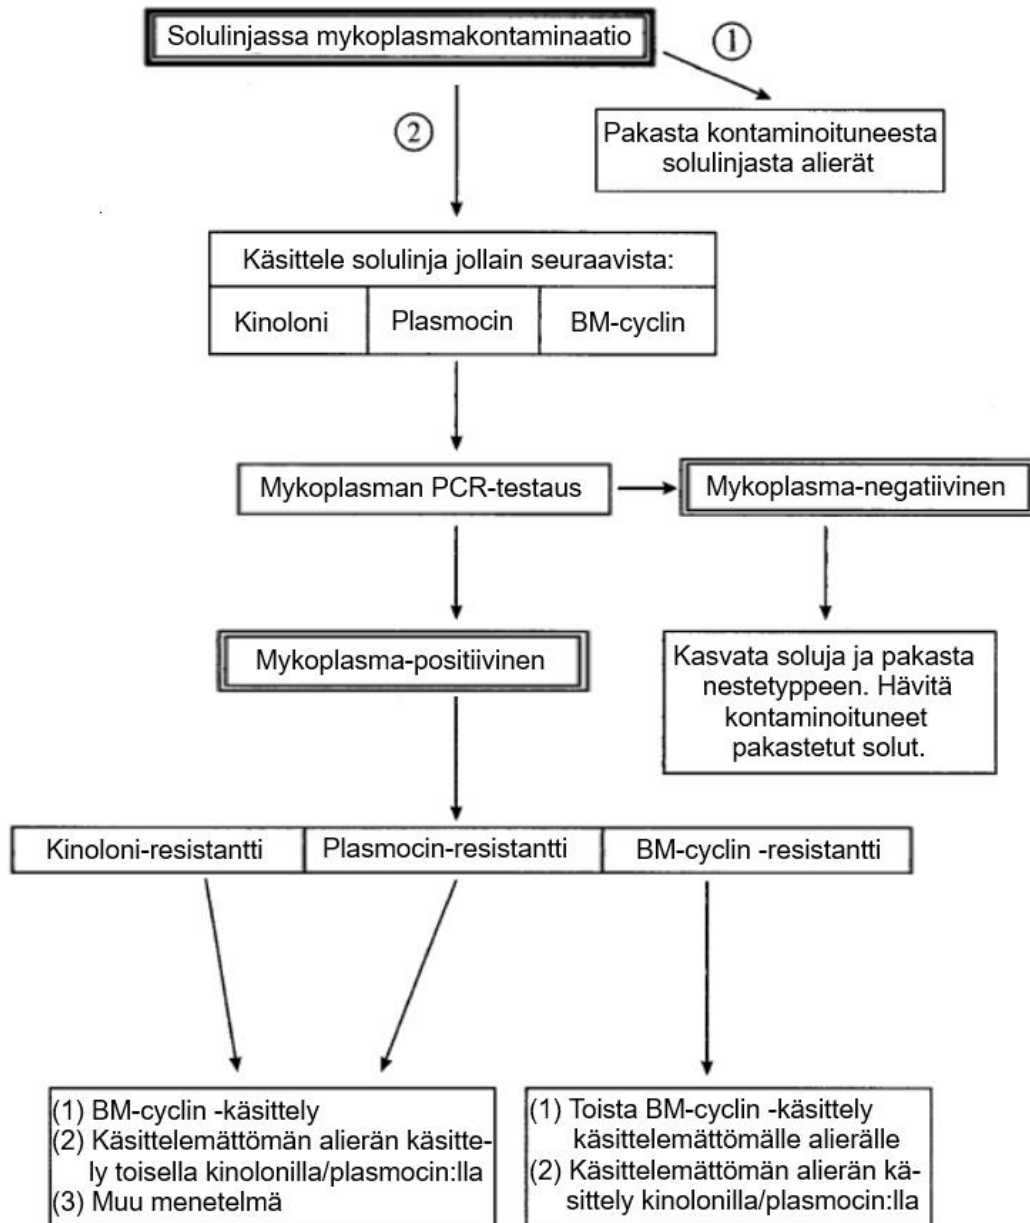 Solulinjassa mykoplasmakontaminaatio
1
Pakasta kontaminoituneesta
solulinjasta alierät
2
Käsittele solulinja jollain seuraavista:
Kinoloni
Plasmocin
BM-cyclin
Mykoplasman PCR-testaus
Mykoplasma-negatiivinen
Mykoplasma-positiivinen
Kasvata soluja ja pakasta
nestetyppeen. Hävitä
kontaminoituneet
pakastetut solut.
Kinoloni-resistantti
Plasmocin-resistantti
BM-cyclin -resistantti
(1) BM-cyclin -käsittely
(2) Käsittelemättömän alierän käsitte-
ly toisella kinolonilla/plasmocin:lla
(3) Muu menetelmä
(1) Toista BM-cyclin -käsittely
käsittelemättömälle alierälle
(2) Käsittelemättömän alierän kä-
sittely kinolonilla/plasmocin:lla